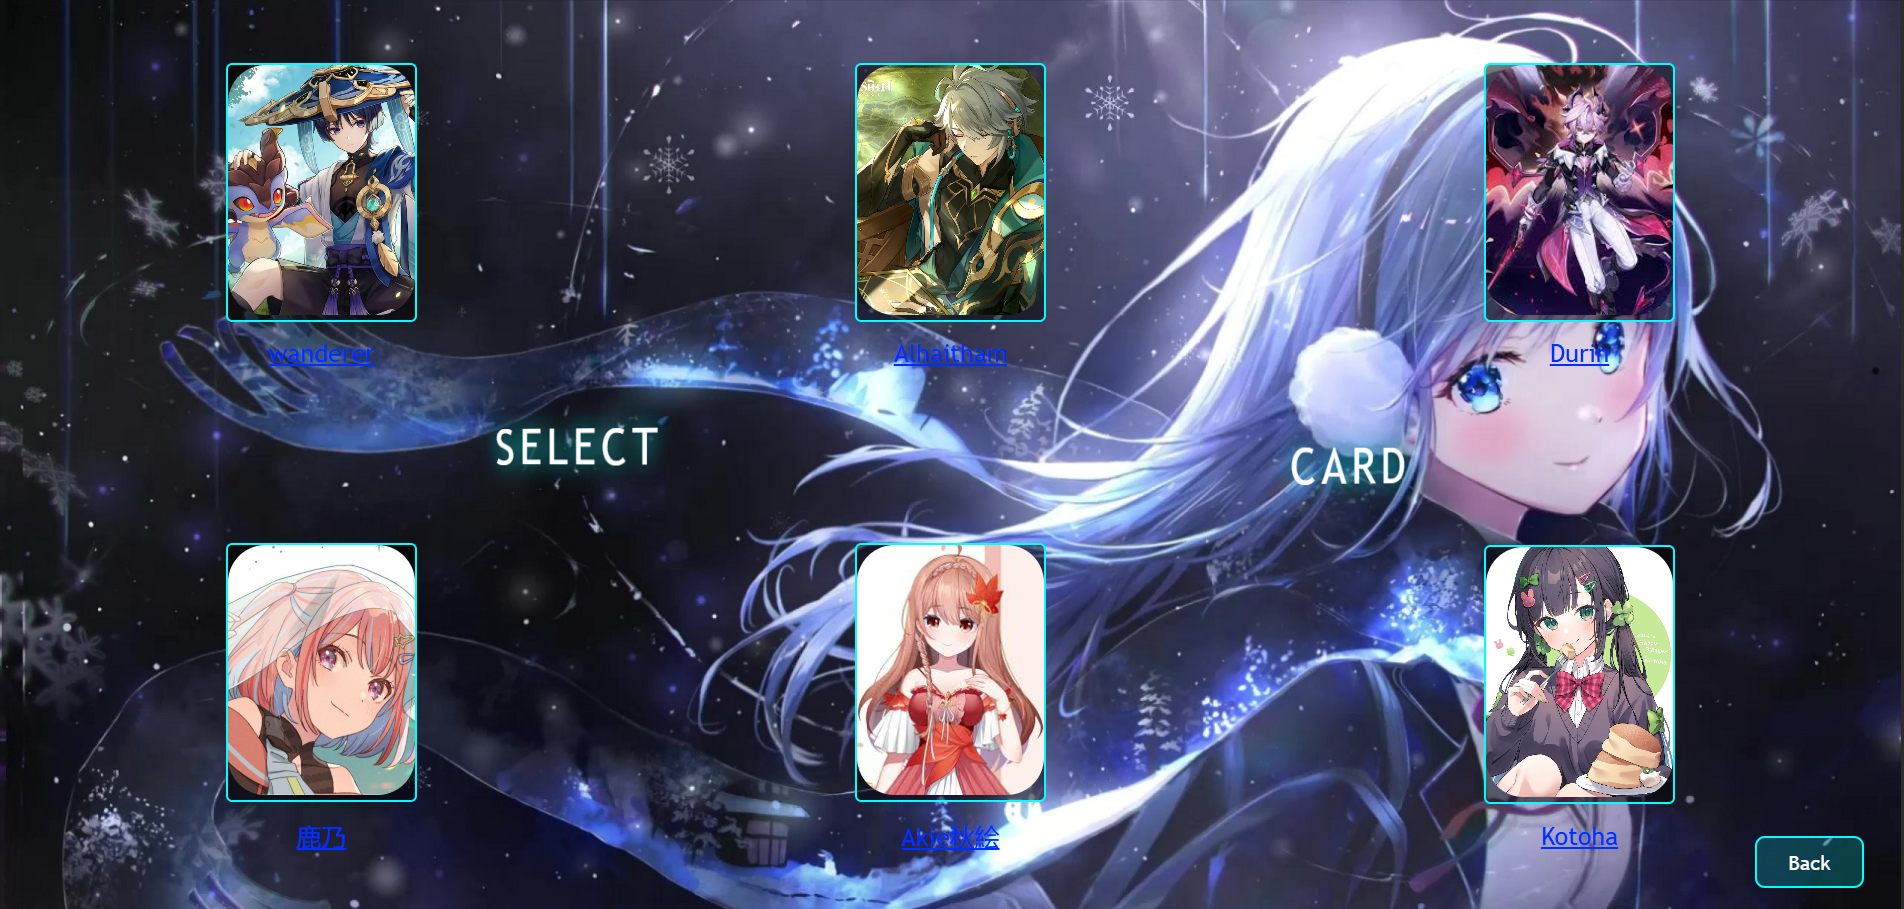 wanderer
Alhaitham
Durin
SELECT
CARD
鹿乃
Akie秋絵
Kotoha
Back